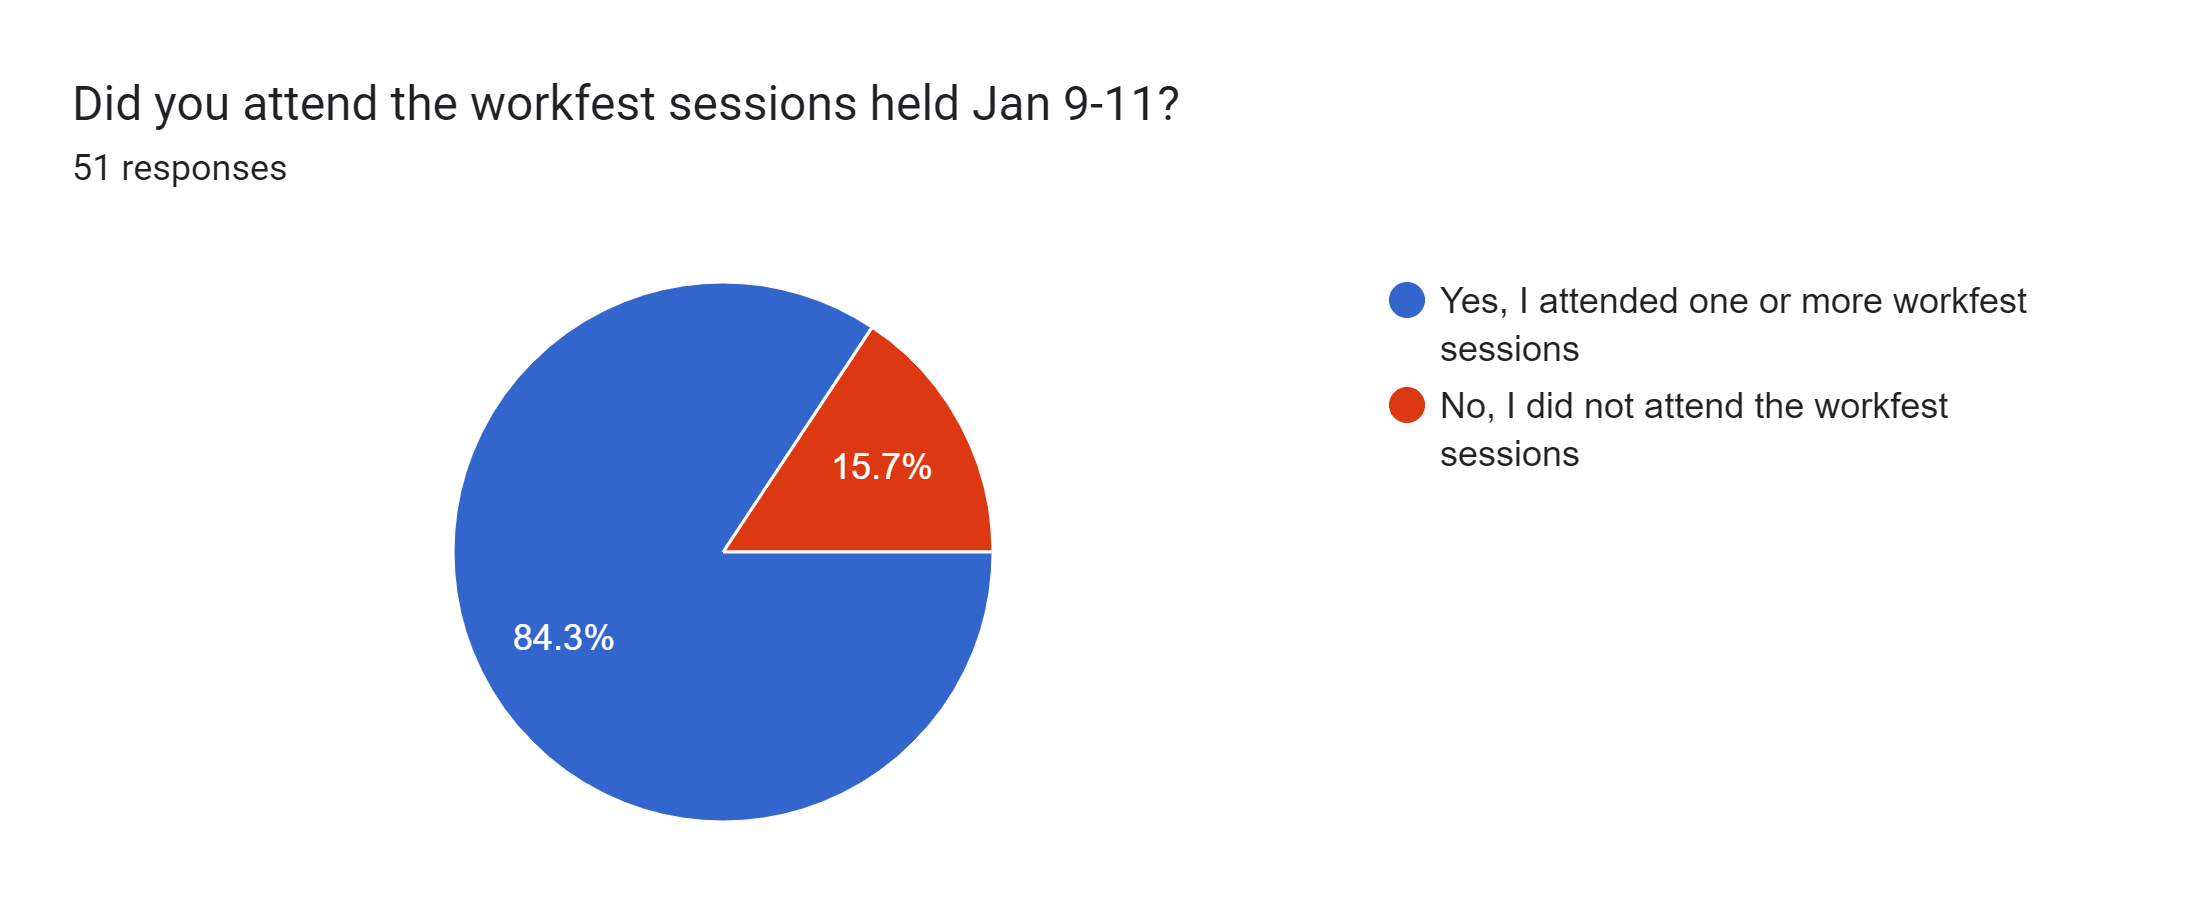 Did you attend the workfest sessions held Jan 9-11?
51 responses
Yes, I attended one or more workfest
sessions
No, I did not attend the workfest
sessions
15.7%
84.3%